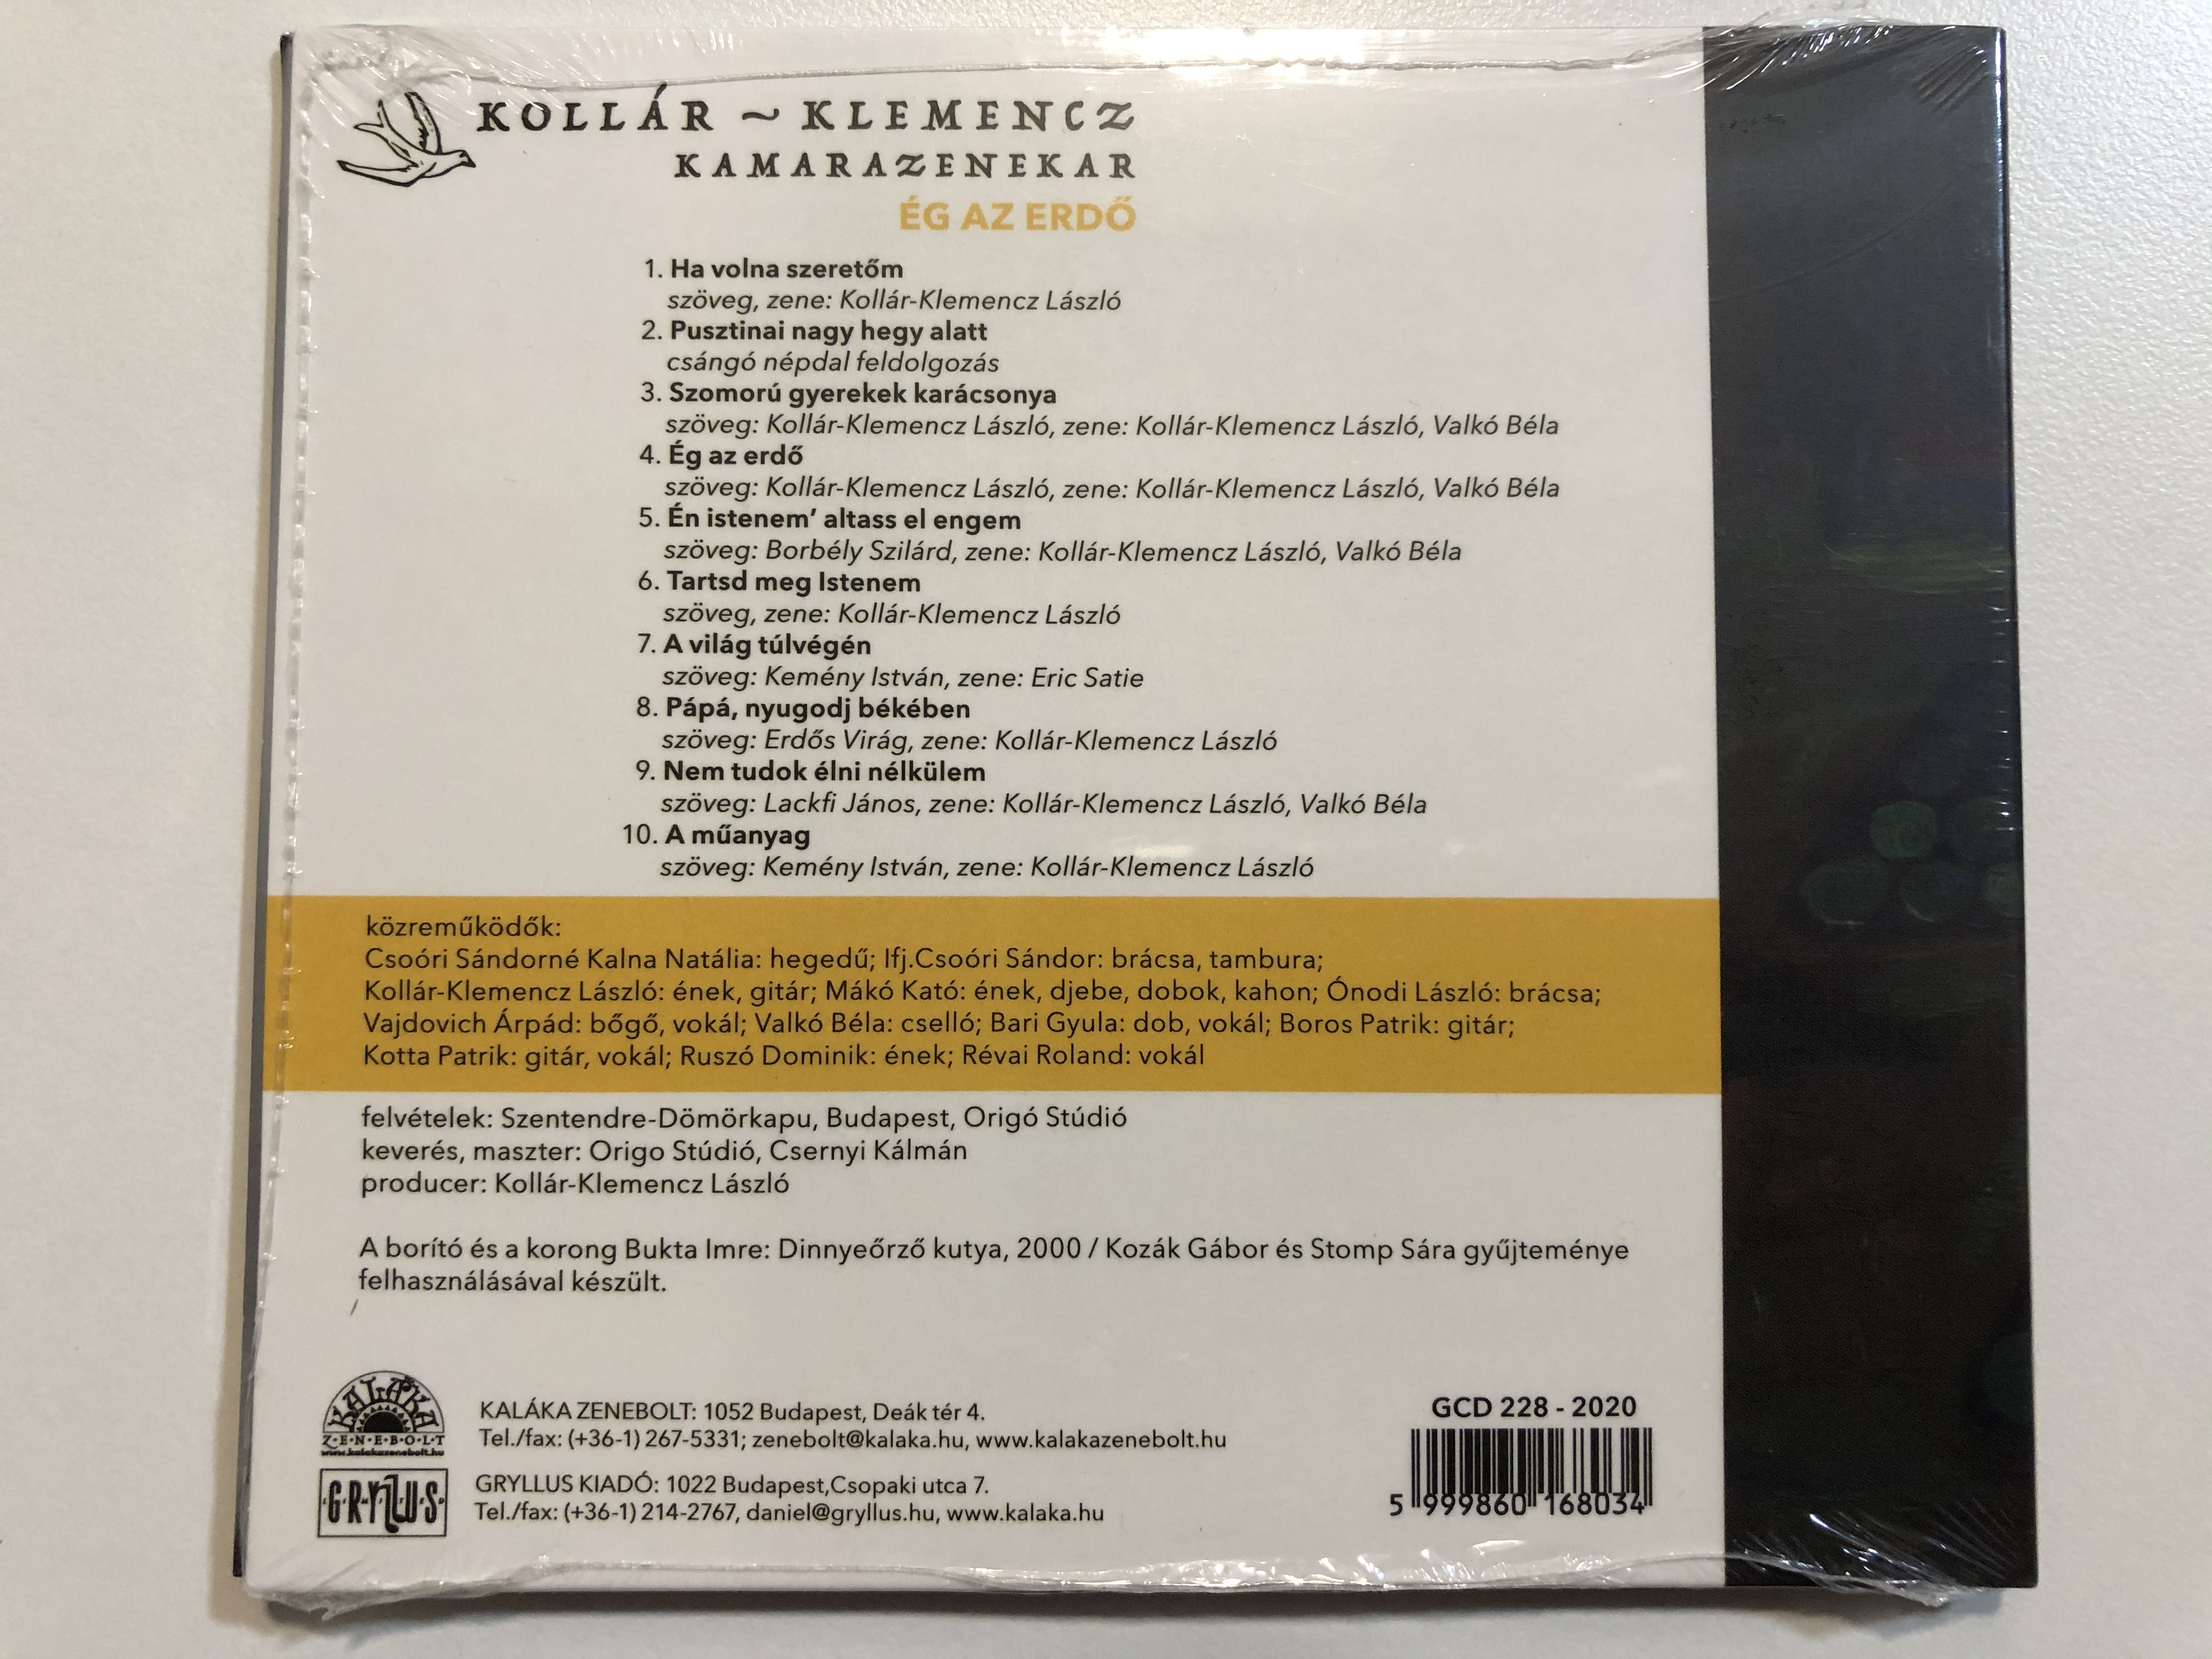 KOLLÁR ~ KLEMENCZ
KAMARAZENEKAR
ÉG AZ ERDŐ
1. Ha volna szeretőm
szöveg, zene: Kollár-Klemencz László
2. Pusztinai nagy hegy alatt
csángó népdal feldolgozás
3. Szomorú gyerekek karácsonya
szöveg: Kollár-Klemencz László, zene: Kollár-Klemencz László, Valkó Béla
4. Ég az erdő
szöveg: Kollár-Klemencz László, zene: Kollár-Klemencz László, Valkó Béla
5. Én istenem’ altass el engem
szöveg: Borbély Szilárd, zene: Kollár-Klemencz László, Valkó Béla
6. Tartsd meg Istenem
szöveg, zene: Kollár-Klemencz László
7. A világ túlvégén
szöveg: Kemény István, zene: Eric Satie
8. Pápá, nyugodj békében
szöveg: Erdős Virág, zene: Kollár-Klemencz László
9. Nem tudok élni nélkülem
szöveg: Lackfi János, zene: Kollár-Klemencz László, Valkó Béla
10. A műanyag
szöveg: Kemény István, zene: Kollár-Klemencz László
közreműködők:
Csoóri Sándorné Kalna Natália: hegedű; Ifj.Csoóri Sándor: brácsa, tambura;
Kollár-Klemencz László: ének, gitár; Mákó Kató: ének, djebe, dobok, kahon; Ónodi László: brácsa;
Vajdovich Árpád: bőgő, vokál; Valkó Béla: cselló; Bari Gyula: dob, vokál; Boros Patrik: gitár;
Kotta Patrik: gitár, vokál; Ruszó Dominik: ének; Révai Roland: vokál
felvételek: Szentendre-Dömörkapu, Budapest, Origó Stúdió
keverés, maszter: Origo Stúdió, Csernyi Kálmán
producer: Kollár-Klemencz László
A borító és a korong Bukta Imre: Dinnyeőrző kutya, 2000 / Kozák Gábor és Stomp Sára gyűjteménye
felhasználásával készült.
KALÁKA
Z·E·N·E·B·O·L·T
www.kalakazenebolt.hu
KALÁKA ZENEBOLT: 1052 Budapest, Deák tér 4.
Tel./fax: (+36-1) 267-5331; zenebolt@kalaka.hu, www.kalakazenebolt.hu
GRYLLUS
GRYLLUS KIADÓ: 1022 Budapest,Csopaki utca 7.
Tel./fax: (+36-1) 214-2767, daniel@gryllus.hu, www.kalaka.hu
GCD 228 - 2020
5 999860 168034